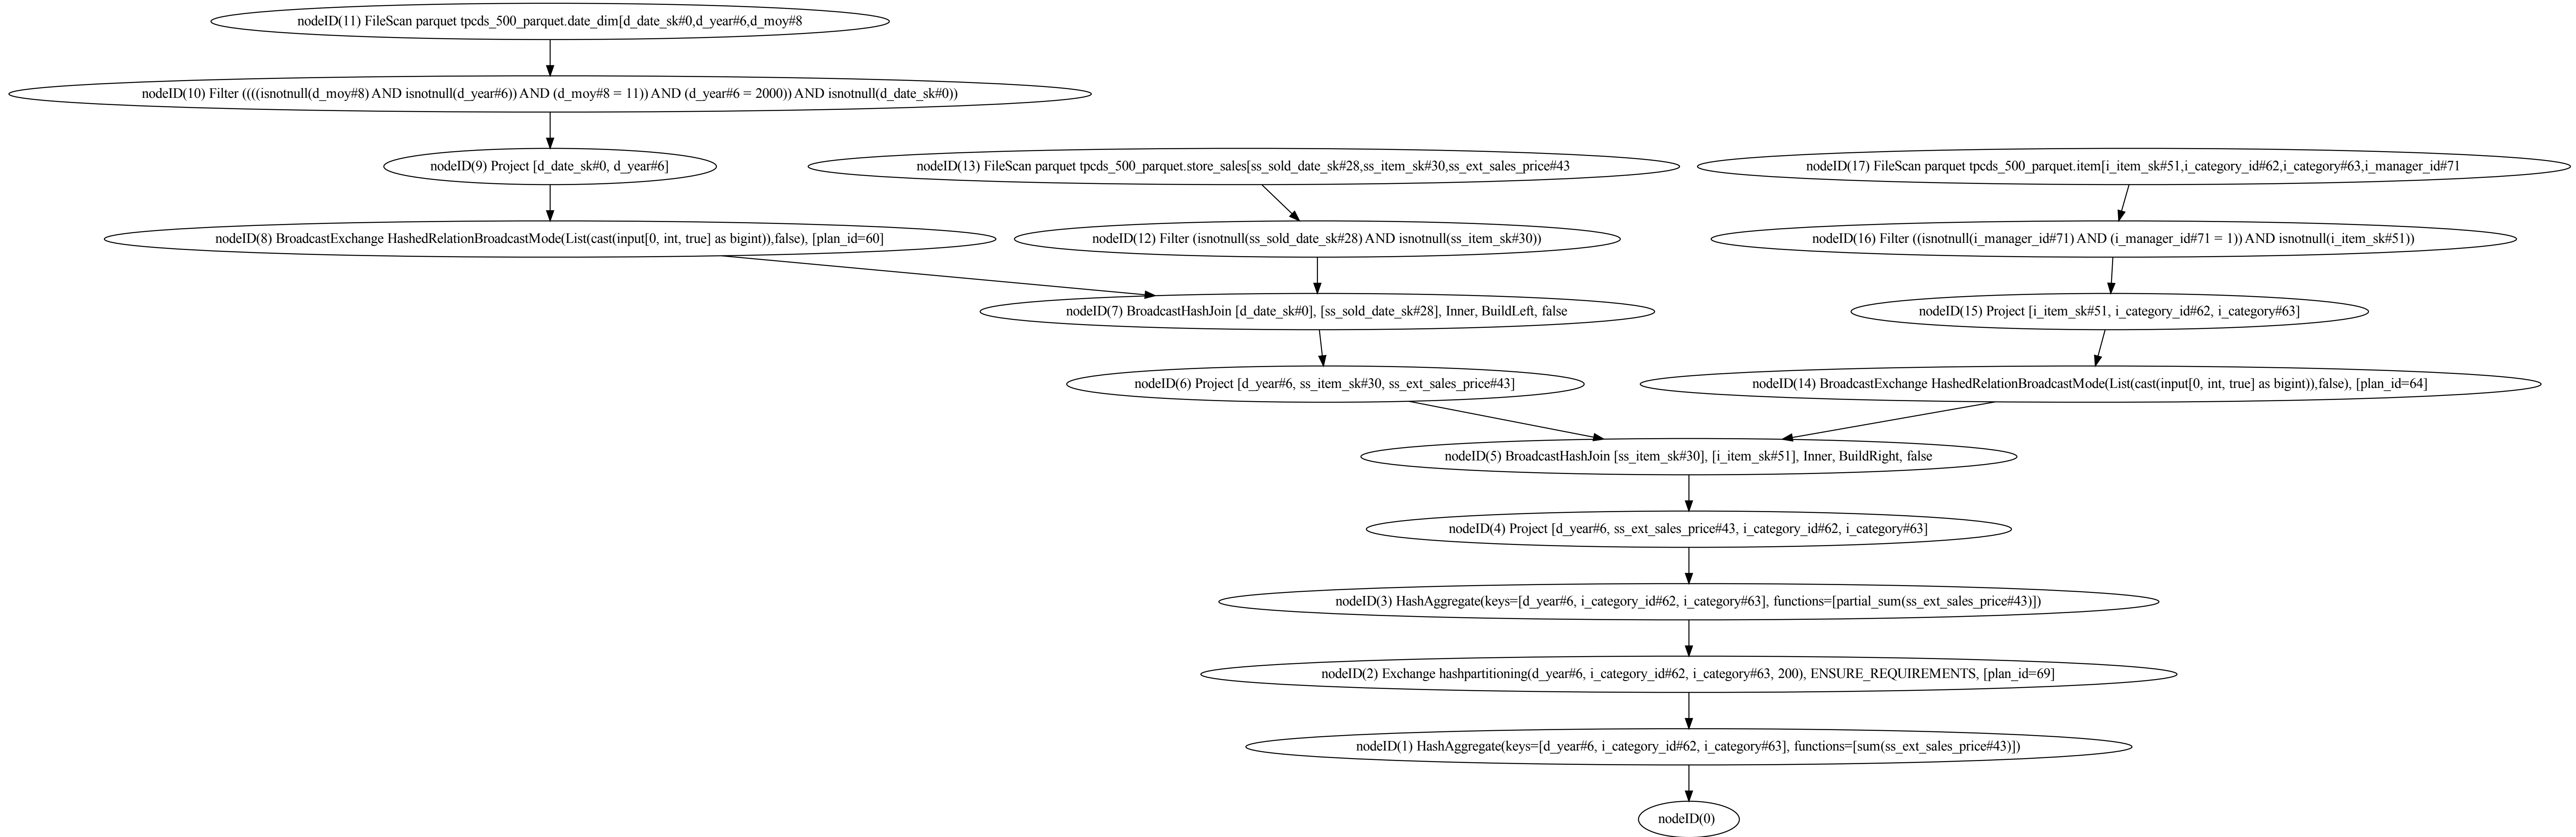 nodeID(11) FileScan parquet tpcds_500_parquet.date_dim[d_date_sk#0,d_year#6,d_moy#8
nodeID(10) Filter ((((isnotnull(d_moy#8) AND isnotnull(d_year#6)) AND (d_moy#8 = 11)) AND (d_year#6 = 2000)) AND isnotnull(d_date_sk#0))
nodeID(9) Project [d_date_sk#0, d_year#6]
nodeID(13) FileScan parquet tpcds_500_parquet.store_sales[ss_sold_date_sk#28,ss_item_sk#30,ss_ext_sales_price#43
nodeID(17) FileScan parquet tpcds_500_parquet.item[i_item_sk#51,i_category_id#62,i_category#63,i_manager_id#71
nodeID(8) BroadcastExchange HashedRelationBroadcastMode(List(cast(input[0, int, true] as bigint)),false), [plan_id=60]
nodeID(12) Filter (isnotnull(ss_sold_date_sk#28) AND isnotnull(ss_item_sk#30))
nodeID(16) Filter ((isnotnull(i_manager_id#71) AND (i_manager_id#71 = 1)) AND isnotnull(i_item_sk#51))
nodeID(7) BroadcastHashJoin [d_date_sk#0], [ss_sold_date_sk#28], Inner, BuildLeft, false
nodeID(15) Project [i_item_sk#51, i_category_id#62, i_category#63]
nodeID(6) Project [d_year#6, ss_item_sk#30, ss_ext_sales_price#43]
nodeID(14) BroadcastExchange HashedRelationBroadcastMode(List(cast(input[0, int, true] as bigint)),false), [plan_id=64]
nodeID(5) BroadcastHashJoin [ss_item_sk#30], [i_item_sk#51], Inner, BuildRight, false
nodeID(4) Project [d_year#6, ss_ext_sales_price#43, i_category_id#62, i_category#63]
nodeID(3) HashAggregate(keys=[d_year#6, i_category_id#62, i_category#63], functions=[partial_sum(ss_ext_sales_price#43)])
nodeID(2) Exchange hashpartitioning(d_year#6, i_category_id#62, i_category#63, 200), ENSURE_REQUIREMENTS, [plan_id=69]
nodeID(1) HashAggregate(keys=[d_year#6, i_category_id#62, i_category#63], functions=[sum(ss_ext_sales_price#43)])
nodeID(0)